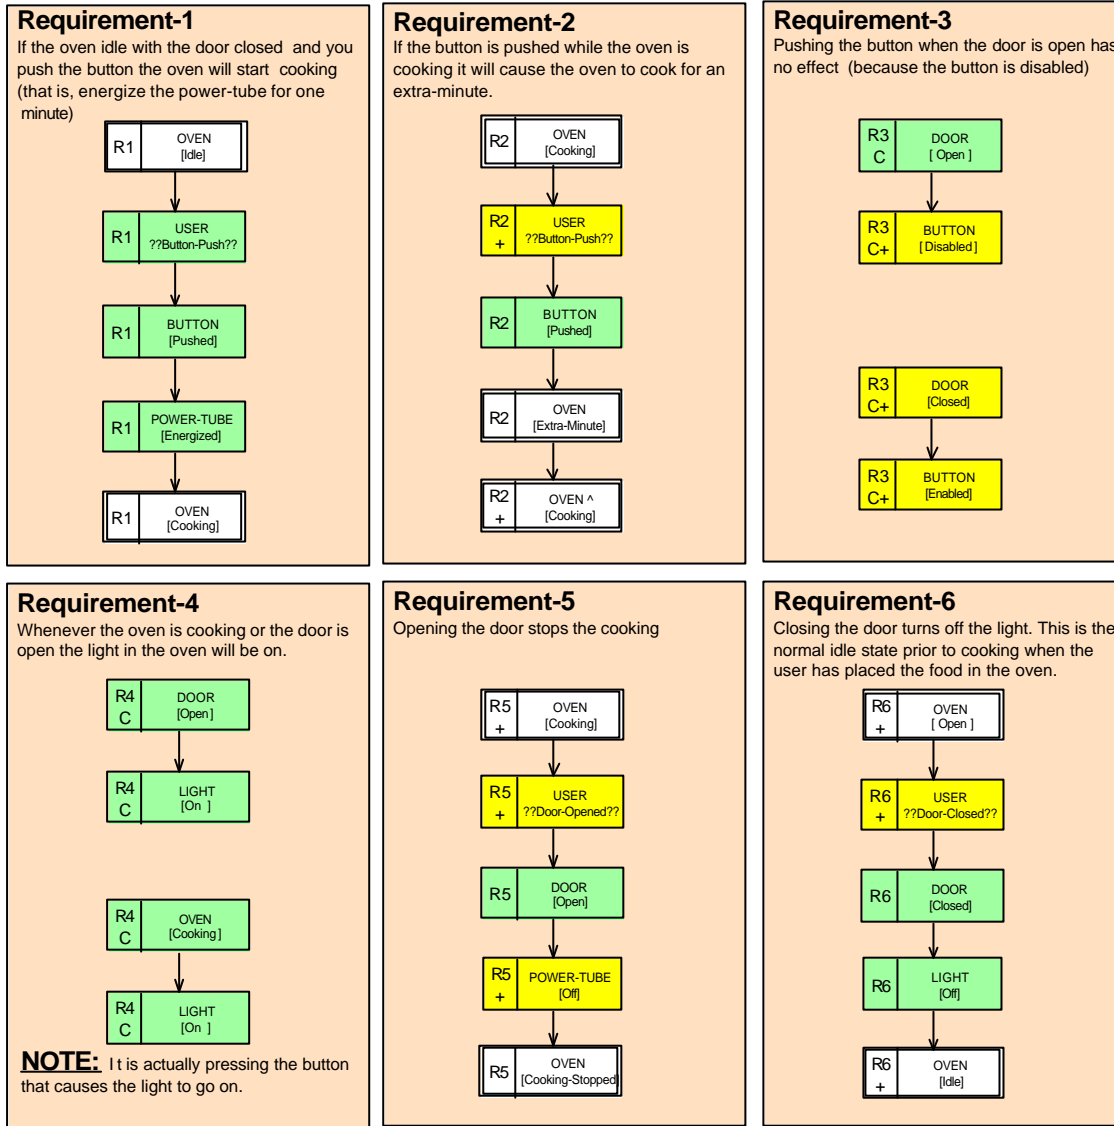 Requirement-1
If the oven idle with the door closed and you
push the button the oven will start cooking
(that is, energize the power-tube for one
minute)
R1
OVEN
[Idle]
R1
USER
??Button-Push??
R1
BUTTON
[Pushed]
R1
POWER-TUBE
[Energized]
R1
OVEN
[Cooking]
Requirement-2
If the button is pushed while the oven is
cooking it will cause the oven to cook for an
extra-minute.
R2
OVEN
[Cooking]
R2
+
USER
??Button-Push??
R2
BUTTON
[Pushed]
R2
OVEN
[Extra-Minute]
R2
+
OVEN ^
[Cooking]
Requirement-3
Pushing the button when the door is open has
no effect (because the button is disabled)
R3
C
DOOR
[ Open ]
R3
C+
BUTTON
[Disabled]
R3
C+
DOOR
[Closed]
R3
C+
BUTTON
[Enabled]
Requirement-4
Whenever the oven is cooking or the door is
open the light in the oven will be on.
R4
C
DOOR
[Open]
R4
C
LIGHT
[On ]
R4
C
OVEN
[Cooking]
R4
C
LIGHT
[On ]
NOTE: It is actually pressing the button
that causes the light to go on.
Requirement-5
Opening the door stops the cooking
R5
+
OVEN
[Cooking]
R5
+
USER
??Door-Opened??
R5
DOOR
[Open]
R5
+
POWER-TUBE
[Off]
R5
OVEN
[Cooking-Stopped]
Requirement-6
Closing the door turns off the light. This is the
normal idle state prior to cooking when the
user has placed the food in the oven.
R6
+
OVEN
[ Open ]
R6
+
USER
??Door-Closed??
R6
DOOR
[Closed]
R6
LIGHT
[Off]
R6
+
OVEN
[Idle]